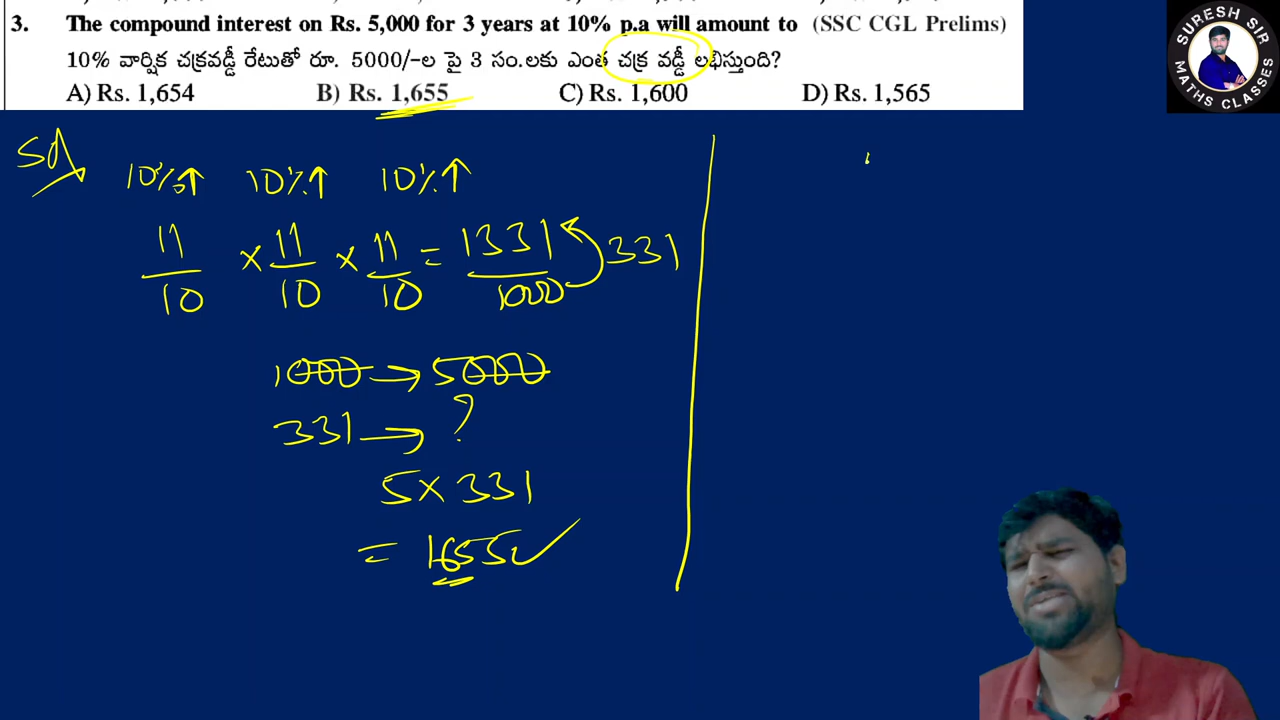 3. The compound interest on Rs. 5,000 for 3 years at 10% p.a will amount to (SSC CGL Prelims)
10% వార్షిక చక్రవడ్డీ రేటుతో రూ. 5000/-ల పై 3 సం.లకు ఎంత చక్ర వడ్డీ లభిస్తుంది?
A) Rs. 1,654 B) Rs. 1,655 C) Rs. 1,600 D) Rs. 1,565
SURESH SIR
MATHS CLASSES
Sol
10%↑ 10%↑ 10%↑
11/10 × 11/10 × 11/10 = 1331/1000 331
1000 → 5000
331 → ?
5 × 331
= 1655 ✓